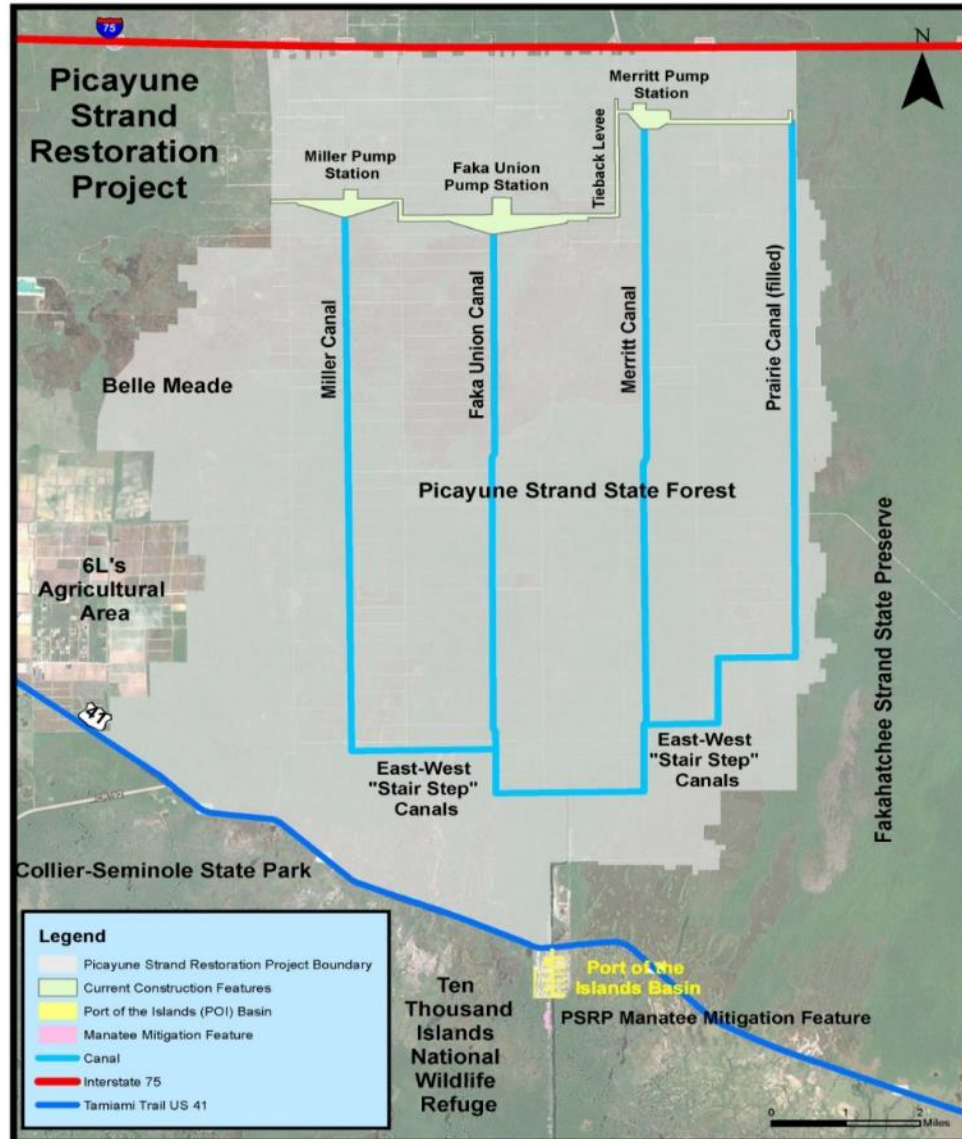 75
N
Picayune
Strand
Restoration
Project
Merritt Pump
Station
Miller Pump
Station
Faka Union
Pump Station
Tieback Levee
Miller Canal
Faka Union Canal
Merritt Canal
Prairie Canal (filled)
Belle Meade
Picayune Strand State Forest
6L's
Agricultural
Area
Fakahatchee Strand State Preserve
41
East-West
"Stair Step"
Canals
East-West
"Stair Step"
Canals
Collier-Seminole State Park
Legend
Picayune Strand Restoration Project Boundary
Current Construction Features
Port of the Islands (POI) Basin
Manatee Mitigation Feature
Canal
Interstate 75
Tamiami Trail US 41
Ten
Thousand
Islands
National
Wildlife
Refuge
Port of the
Islands Basin
PSRP Manatee Mitigation Feature
0 1 2
Miles